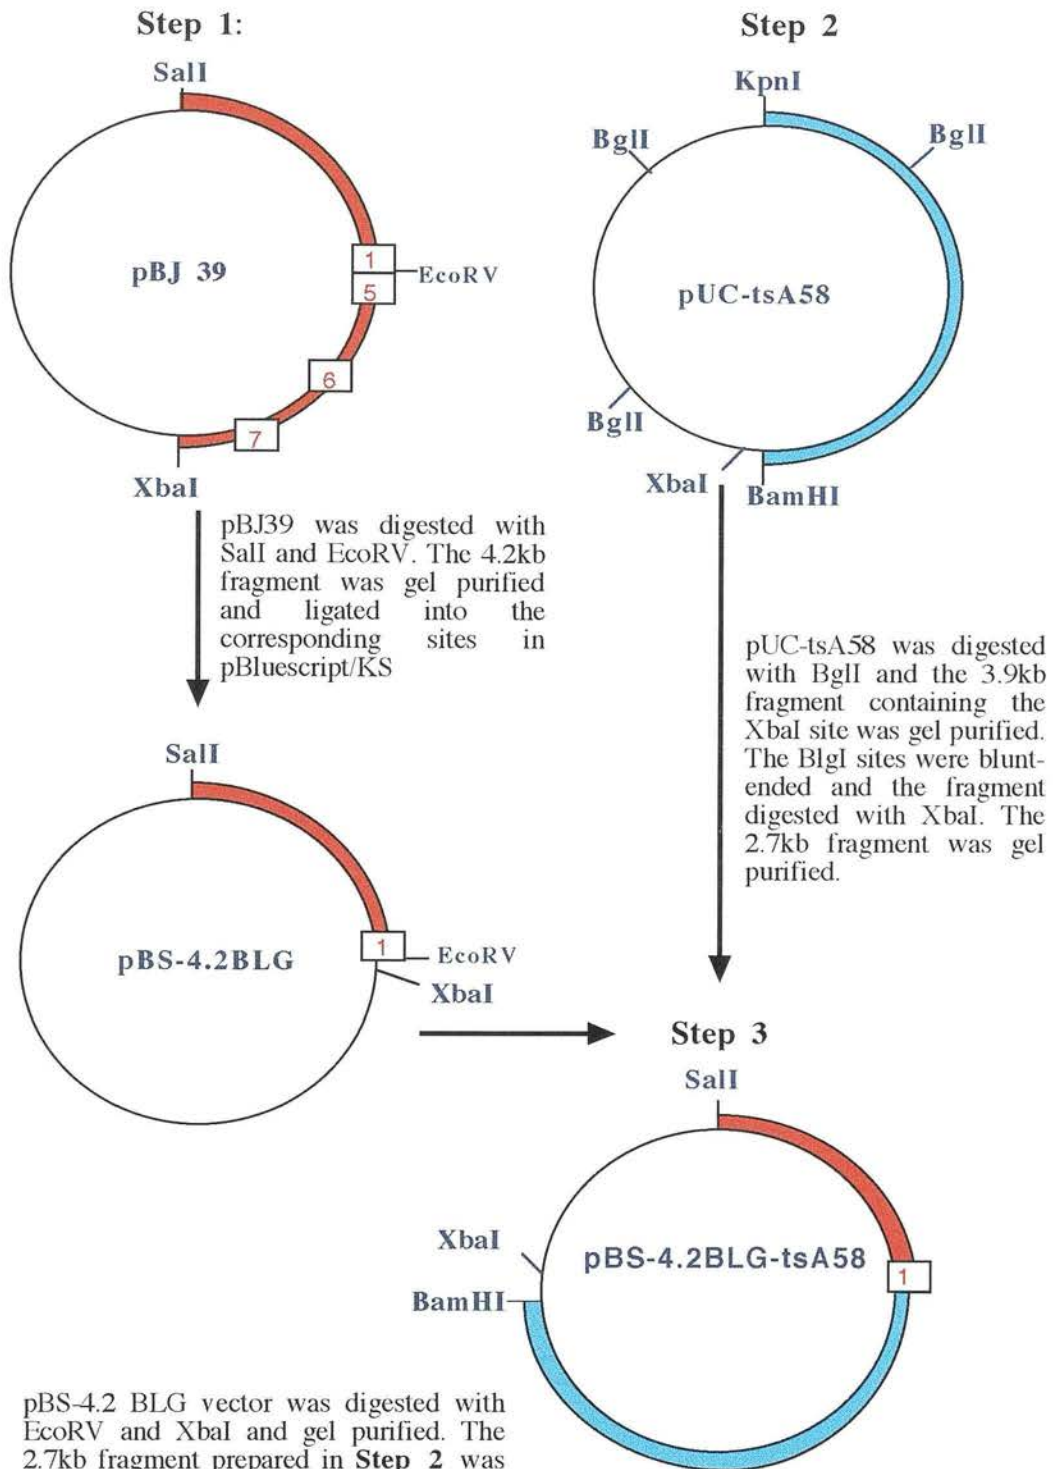 Step 1:
SalI
pBJ 39
1
EcoRV
5
6
7
XbaI
pBJ39 was digested with
SalI and EcoRV. The 4.2kb
fragment was gel purified
and ligated into the
corresponding sites in
pBluescript/KS
Step 2
KpnI
BglI
BglI
pUC-tsA58
BglI
XbaI
BamHI
pUC-tsA58 was digested
with BglI and the 3.9kb
fragment containing the
XbaI site was gel purified.
The BlgI sites were blunt-
ended and the fragment
digested with XbaI. The
2.7kb fragment was gel
purified.
SalI
pBS-4.2BLG
1
EcoRV
XbaI
Step 3
SalI
XbaI
pBS-4.2BLG-tsA58
1
BamHI
pBS-4.2 BLG vector was digested with
EcoRV and XbaI and gel purified. The
2.7kb fragment prepared in Step 2 was